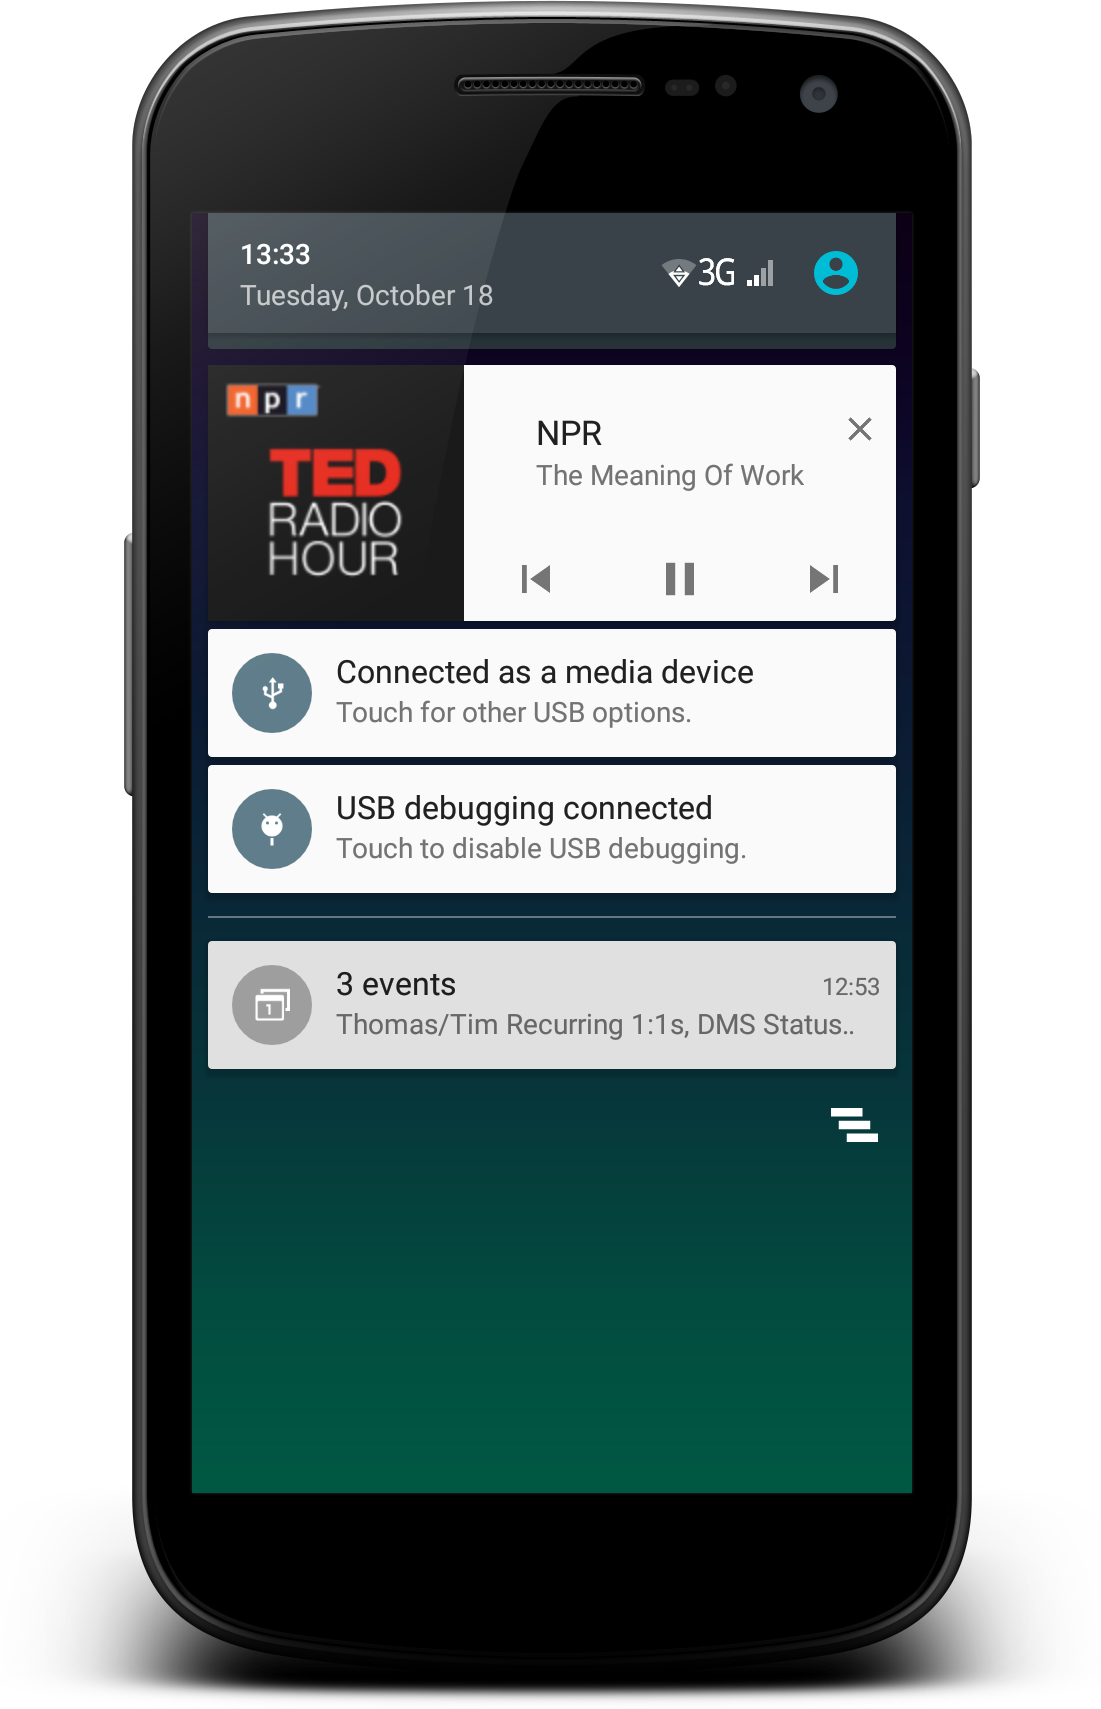 13:33
Tuesday, October 18
3G
npr
TED
RADIO
HOUR
NPR
The Meaning Of Work
Connected as a media device
Touch for other USB options.
USB debugging connected
Touch to disable USB debugging.
3 events
12:53
1
Thomas/Tim Recurring 1:1s, DMS Status..